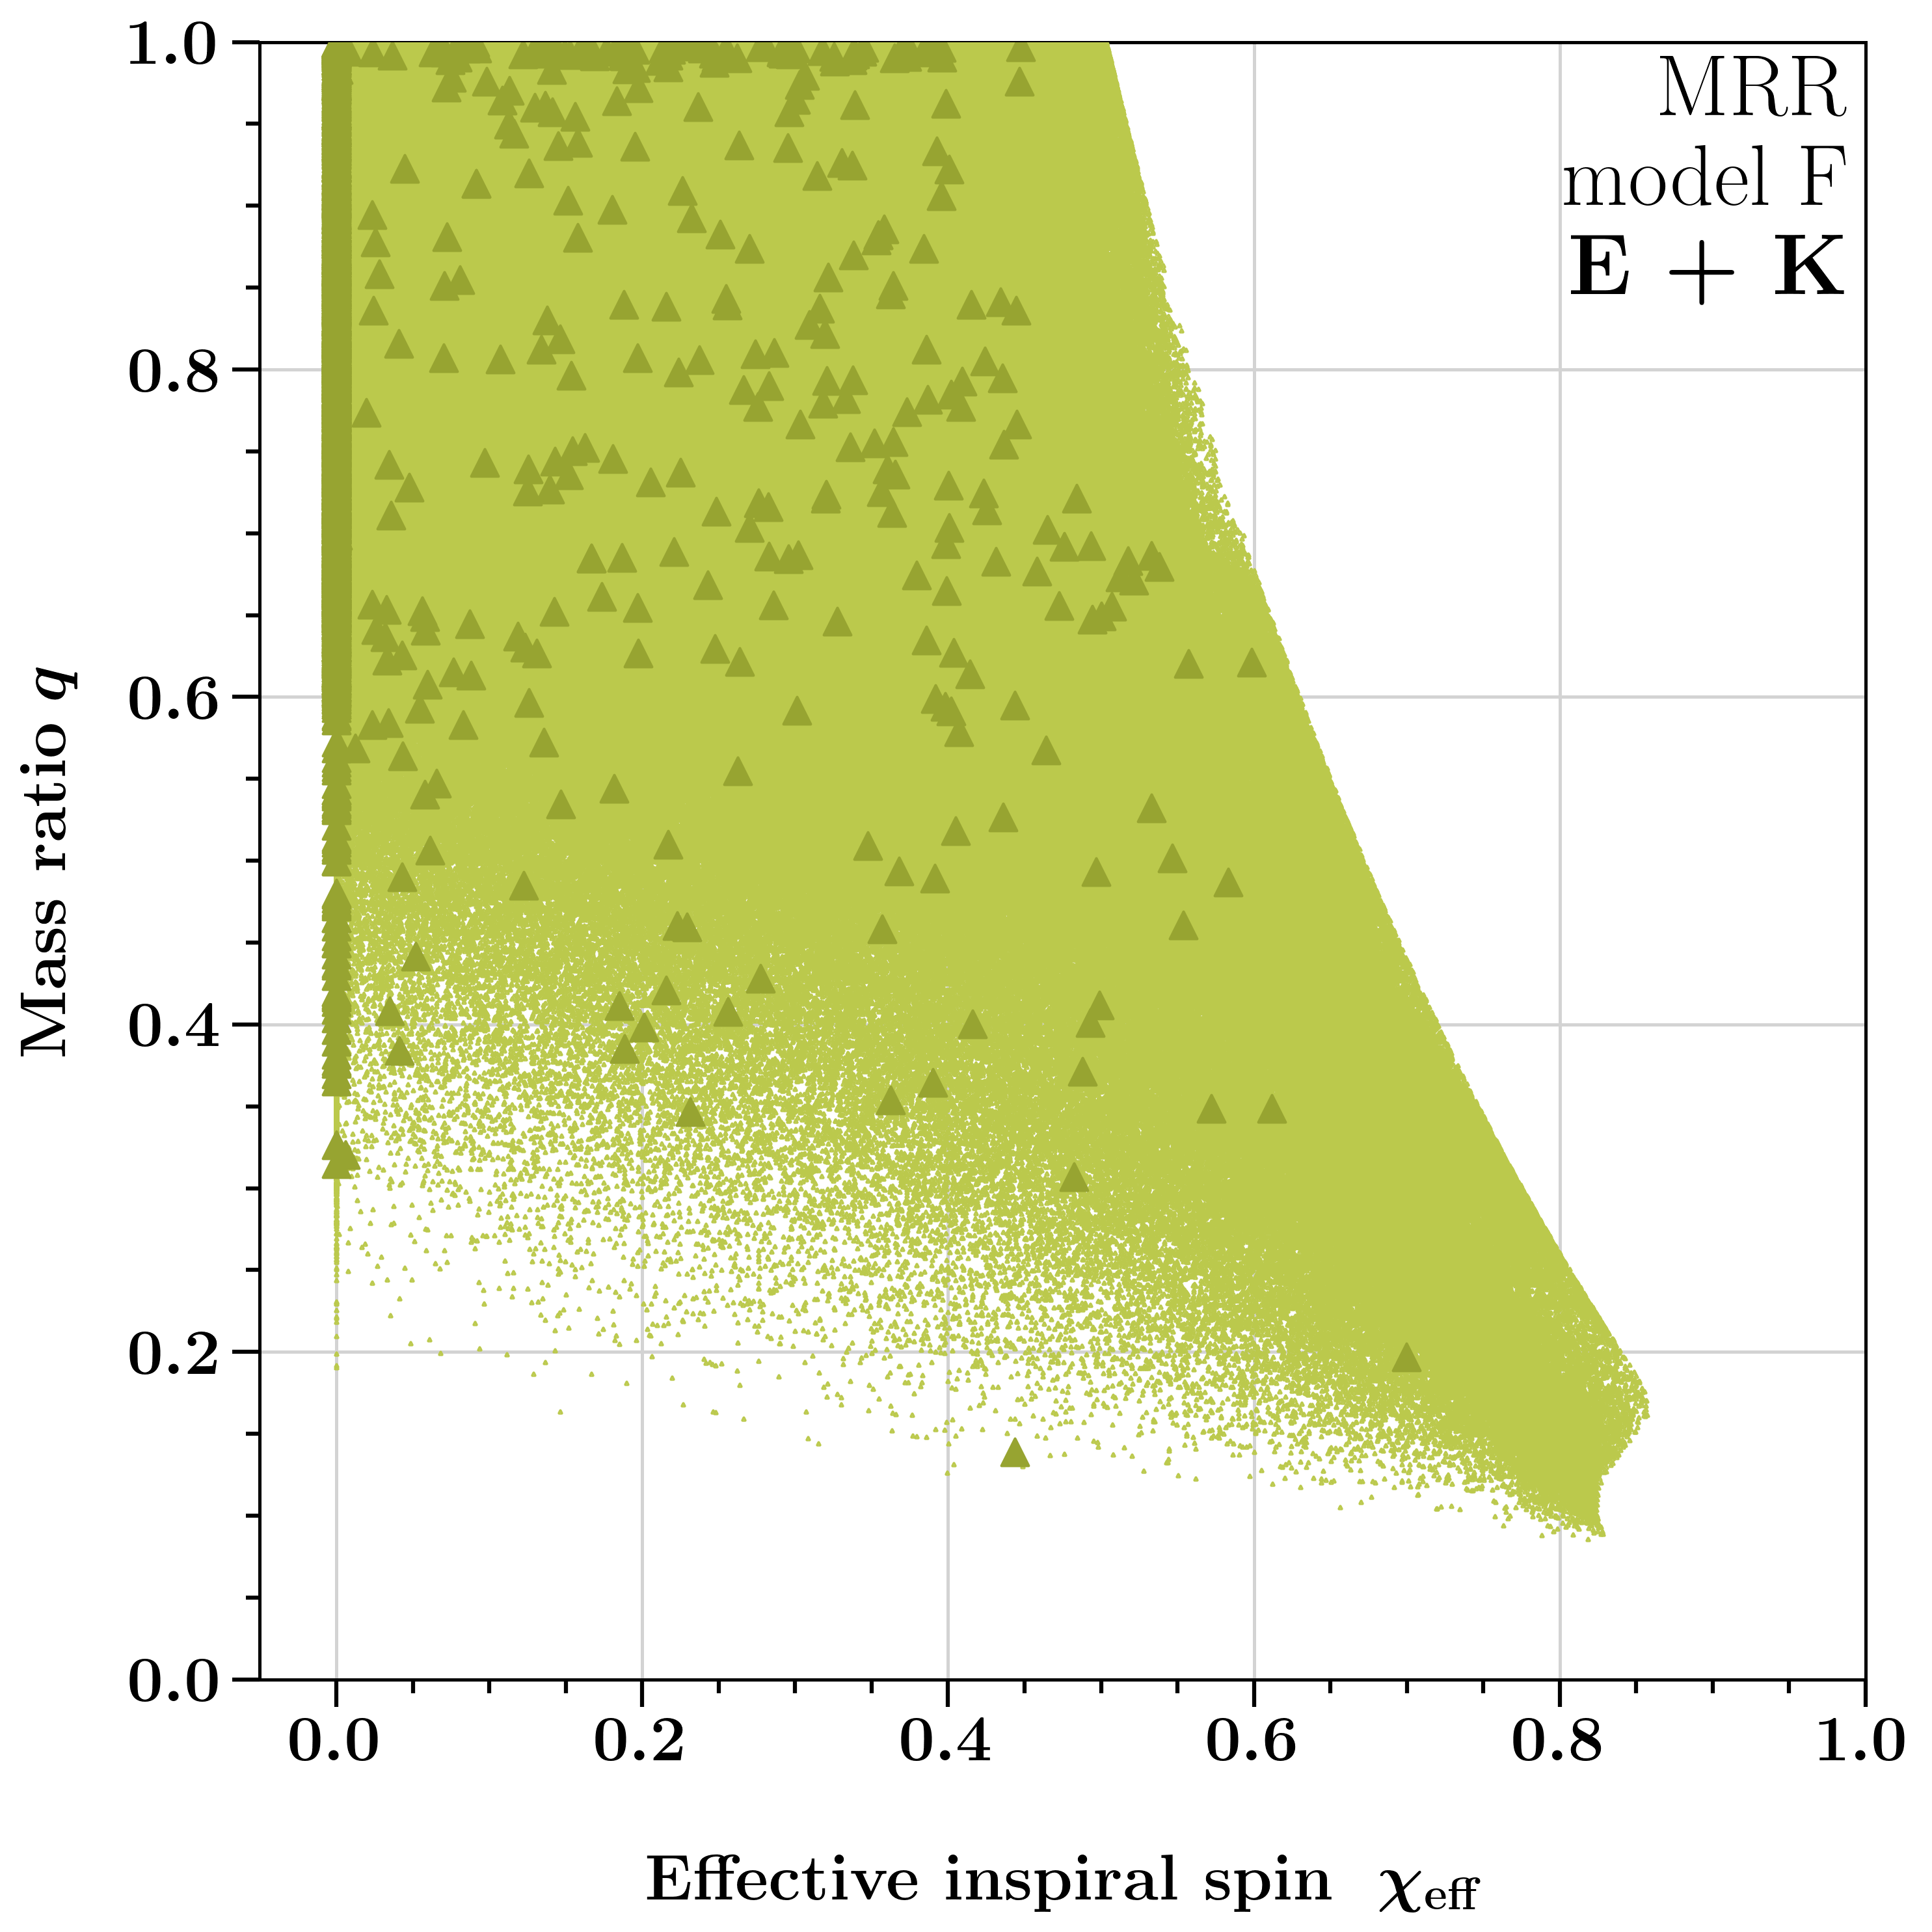 MRR
model F
E + K
1.0
0.8
0.6
0.4
0.2
0.0
Mass ratio q
0.0 0.2 0.4 0.6 0.8 1.0
Effective inspiral spin χeff